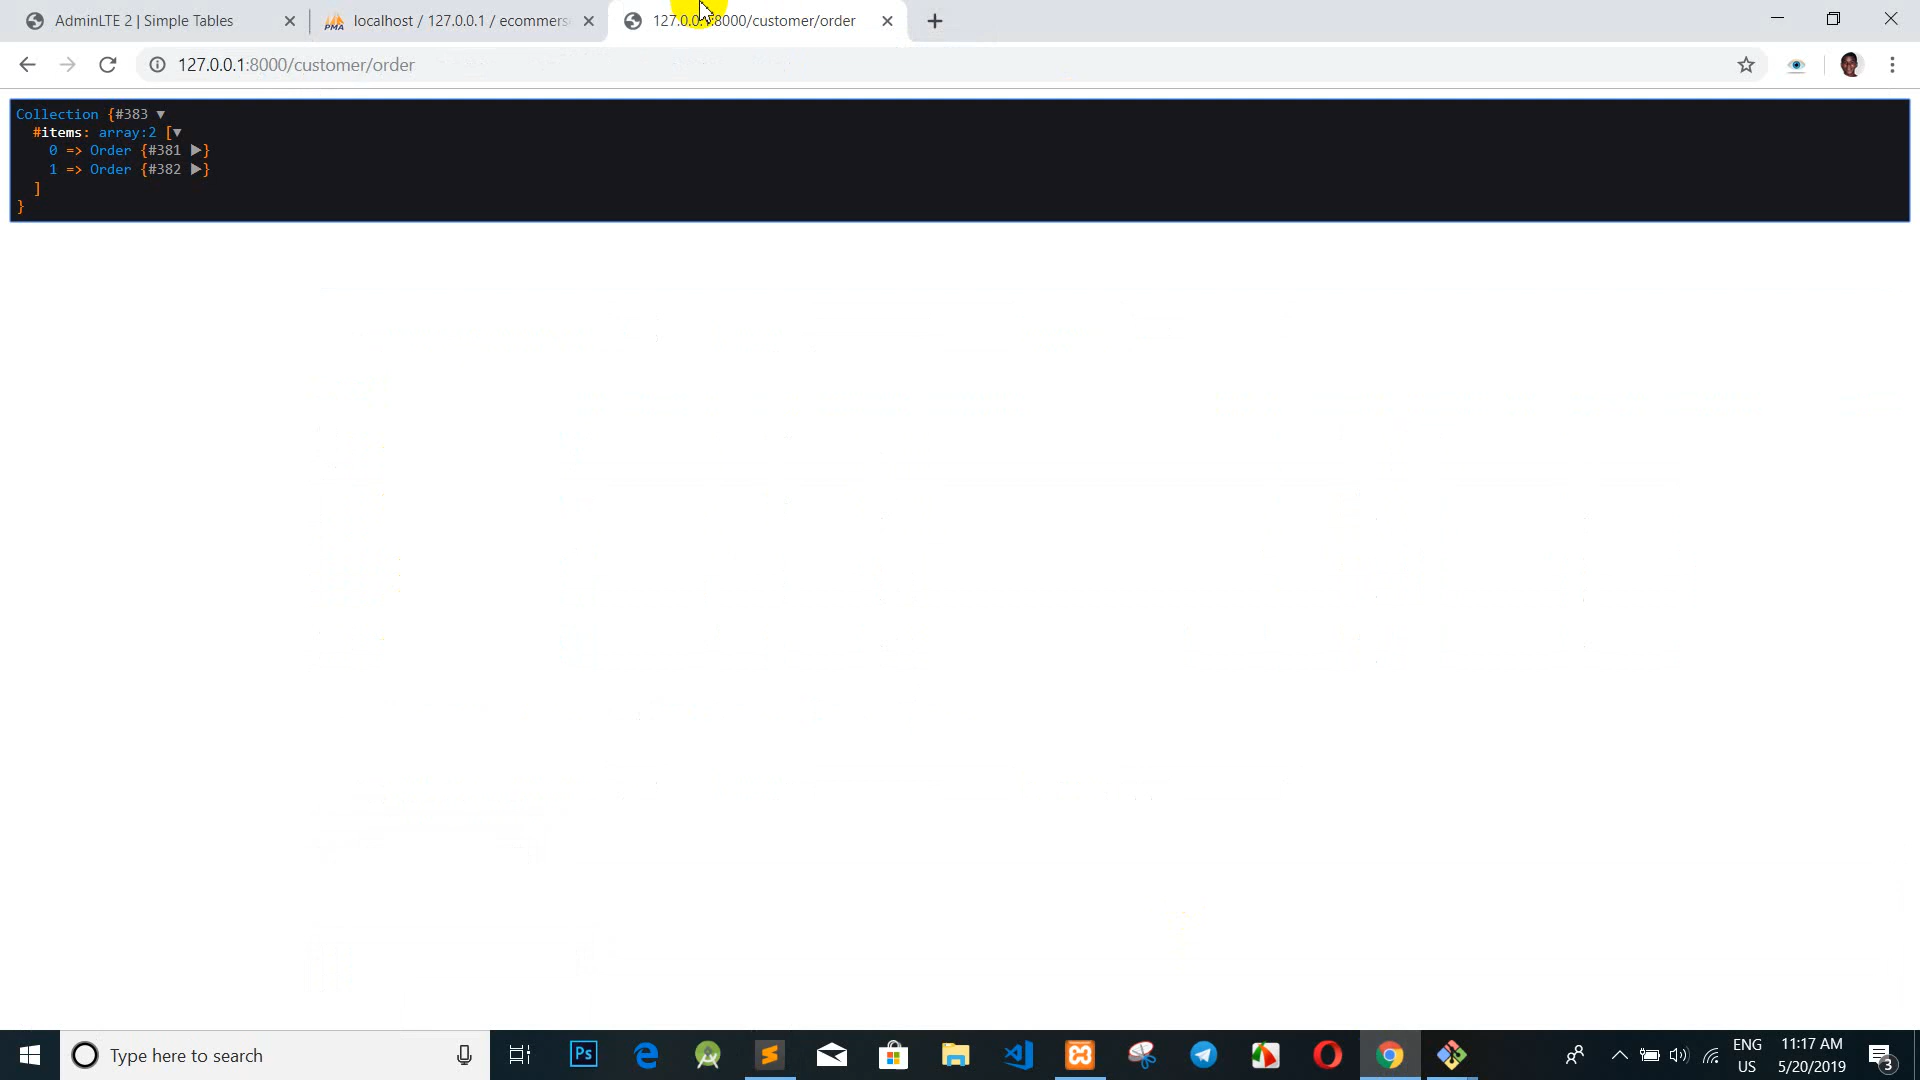 AdminLTE 2 | Simple Tables
localhost / 127.0.0.1 / ecommers
127.0.0.1:8000/customer/order
127.0.0.1:8000/customer/order
Collection {#383 ▼
#items: array:2 [▼
0 => Order {#381 ▶}
1 => Order {#382 ▶}
]
}
Type here to search
ENG
US
11:17 AM
5/20/2019
3